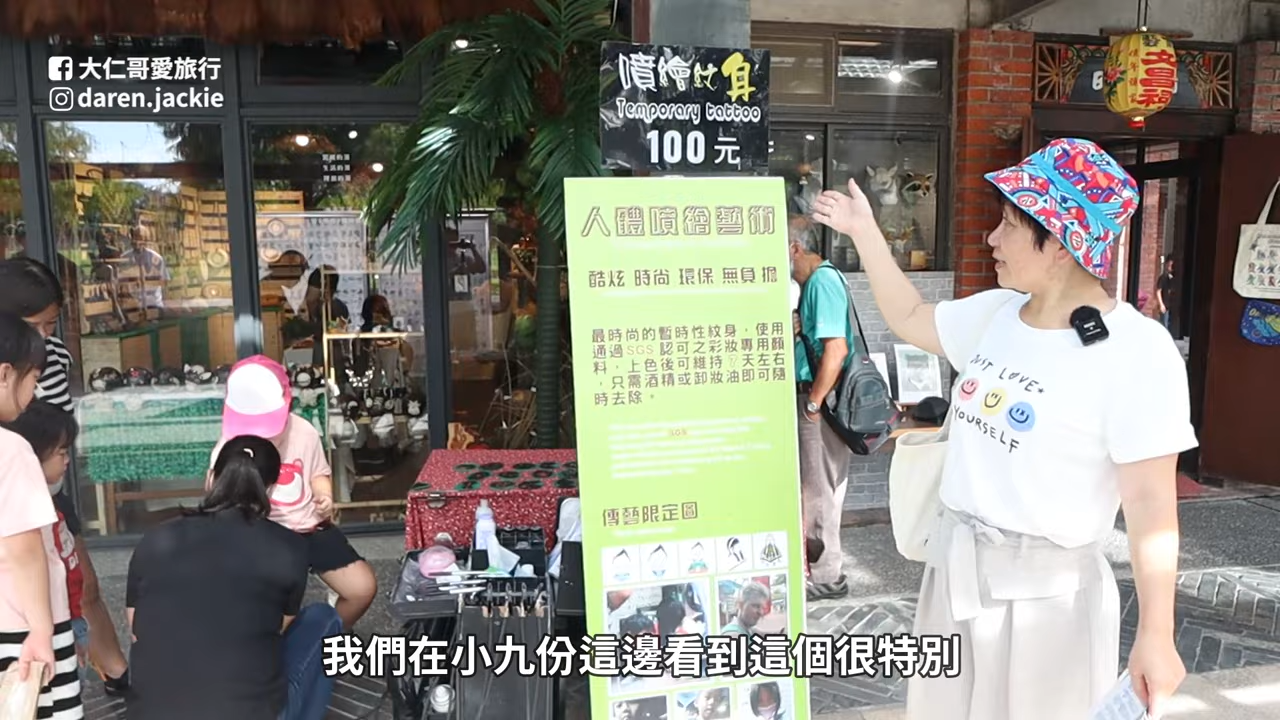 大仁哥愛旅行
daren.jackie
噴繪紋身
Temporary tattoo
100元
文昌祠
人體噴繪藝術
酷炫 時尚 環保 無負擔
最時尚的暫時性紋身，使用
通過SGS認可之彩妝專用顏
料，上色後可維持7天左右
，只需酒精或卸妝油即可隨
時去除。
傳藝限定圖
JUST LOVE*
YOURSELF
我們在小九份這邊看到這個很特別